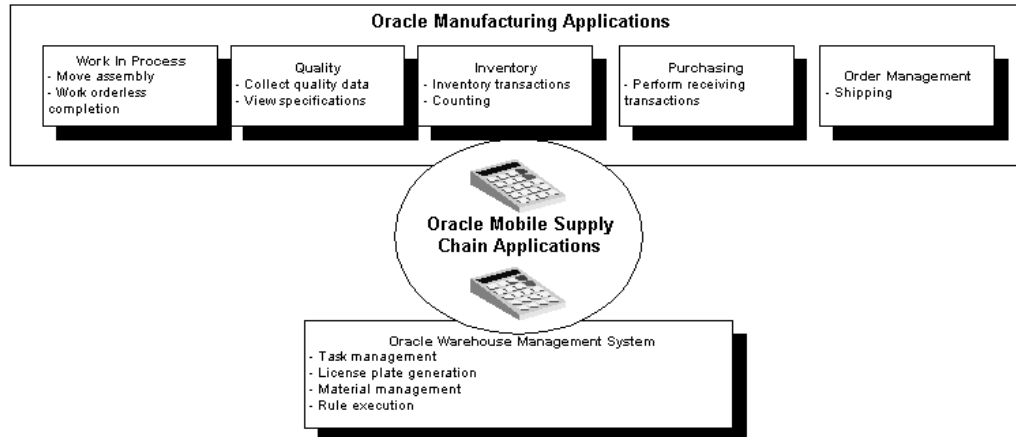 Oracle Manufacturing Applications
Work In Process
- Move assembly
- Work orderless
completion
Quality
- Collect quality data
- View specifications
Inventory
- Inventory transactions
- Counting
Purchasing
- Perform receiving
transactions
Order Management
- Shipping
Oracle Mobile Supply
Chain Applications
Oracle Warehouse Management System
- Task management
- License plate generation
- Material management
- Rule execution